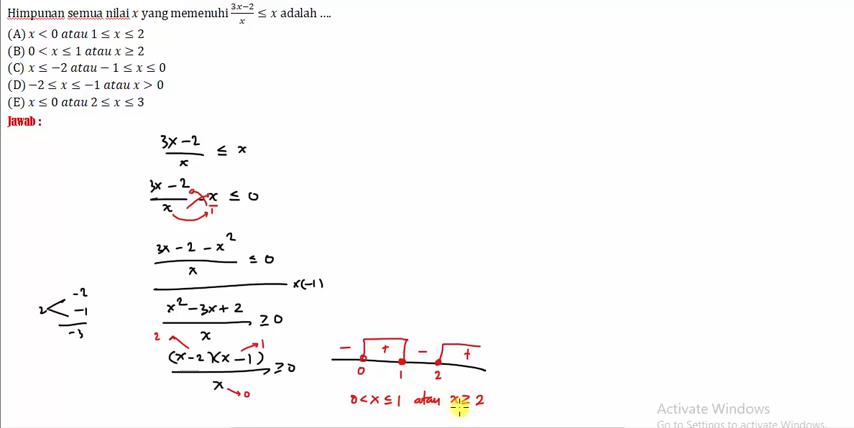 Himpunan semua nilai x yang memenuhi (3x−2)/x ≤ x adalah ....
(A) x < 0 atau 1 ≤ x ≤ 2
(B) 0 < x ≤ 1 atau x ≥ 2
(C) x ≤ −2 atau − 1 ≤ x ≤ 0
(D) −2 ≤ x ≤ −1 atau x > 0
(E) x ≤ 0 atau 2 ≤ x ≤ 3
Jawab :
(3x − 2)/x ≤ x
(3x − 2)/x − x/1 ≤ 0
(3x − 2 − x²)/x ≤ 0
x(−1)
2 < −2 −1
−3
(x² − 3x + 2)/x ≥ 0
2 1
((x − 2)(x − 1))/x ≥ 0
→ 0
− + − +
0 1 2
0 < x ≤ 1 atau x ≥ 2
Activate Windows
Go to Settings to activate Windows.